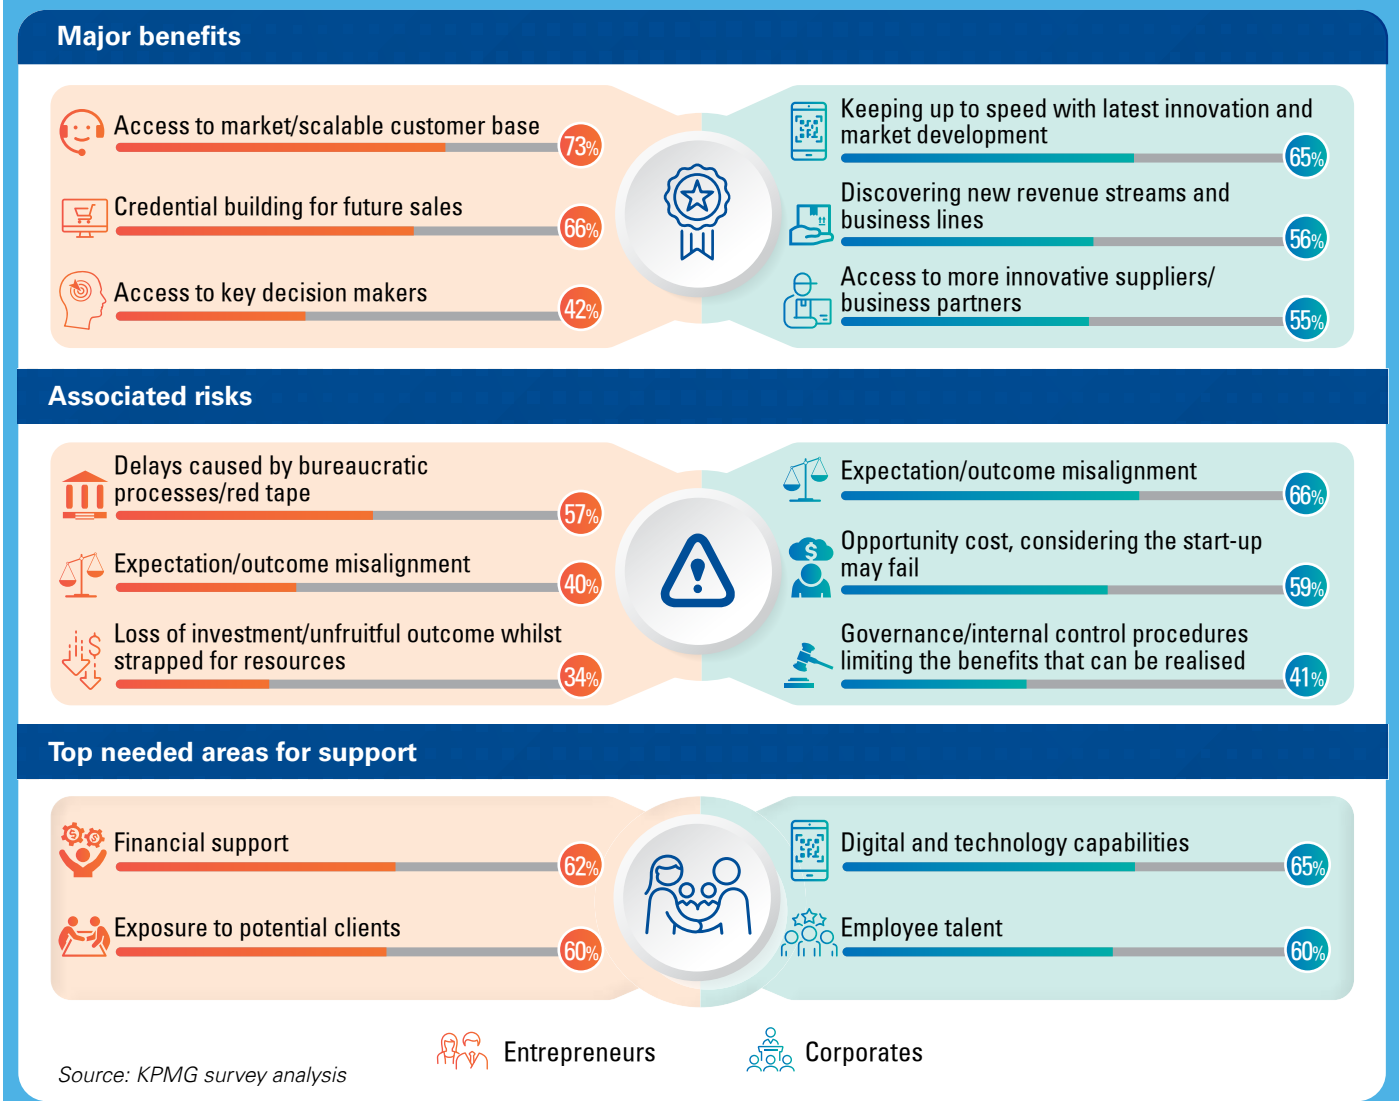 Major benefits
Access to market/scalable customer base
73%
Credential building for future sales
66%
Access to key decision makers
42%
Keeping up to speed with latest innovation and
market development
65%
Discovering new revenue streams and
business lines
56%
Access to more innovative suppliers/
business partners
55%
Associated risks
Delays caused by bureaucratic
processes/red tape
57%
Expectation/outcome misalignment
40%
Loss of investment/unfruitful outcome whilst
strapped for resources
34%
Expectation/outcome misalignment
66%
Opportunity cost, considering the start-up
may fail
59%
Governance/internal control procedures
limiting the benefits that can be realised
41%
Top needed areas for support
Financial support
62%
Exposure to potential clients
60%
Digital and technology capabilities
65%
Employee talent
60%
Entrepreneurs
Corporates
Source: KPMG survey analysis